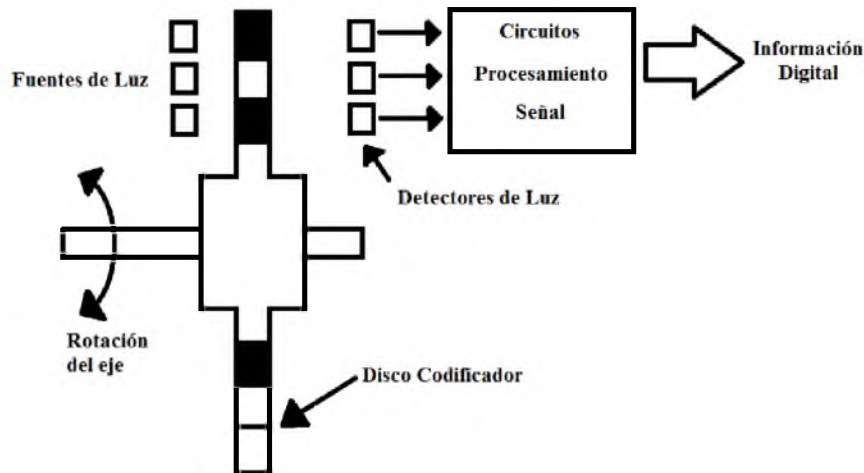 Circuitos
Procesamiento
Señal
Información
Digital
Fuentes de Luz
Detectores de Luz
Rotación
del eje
Disco Codificador